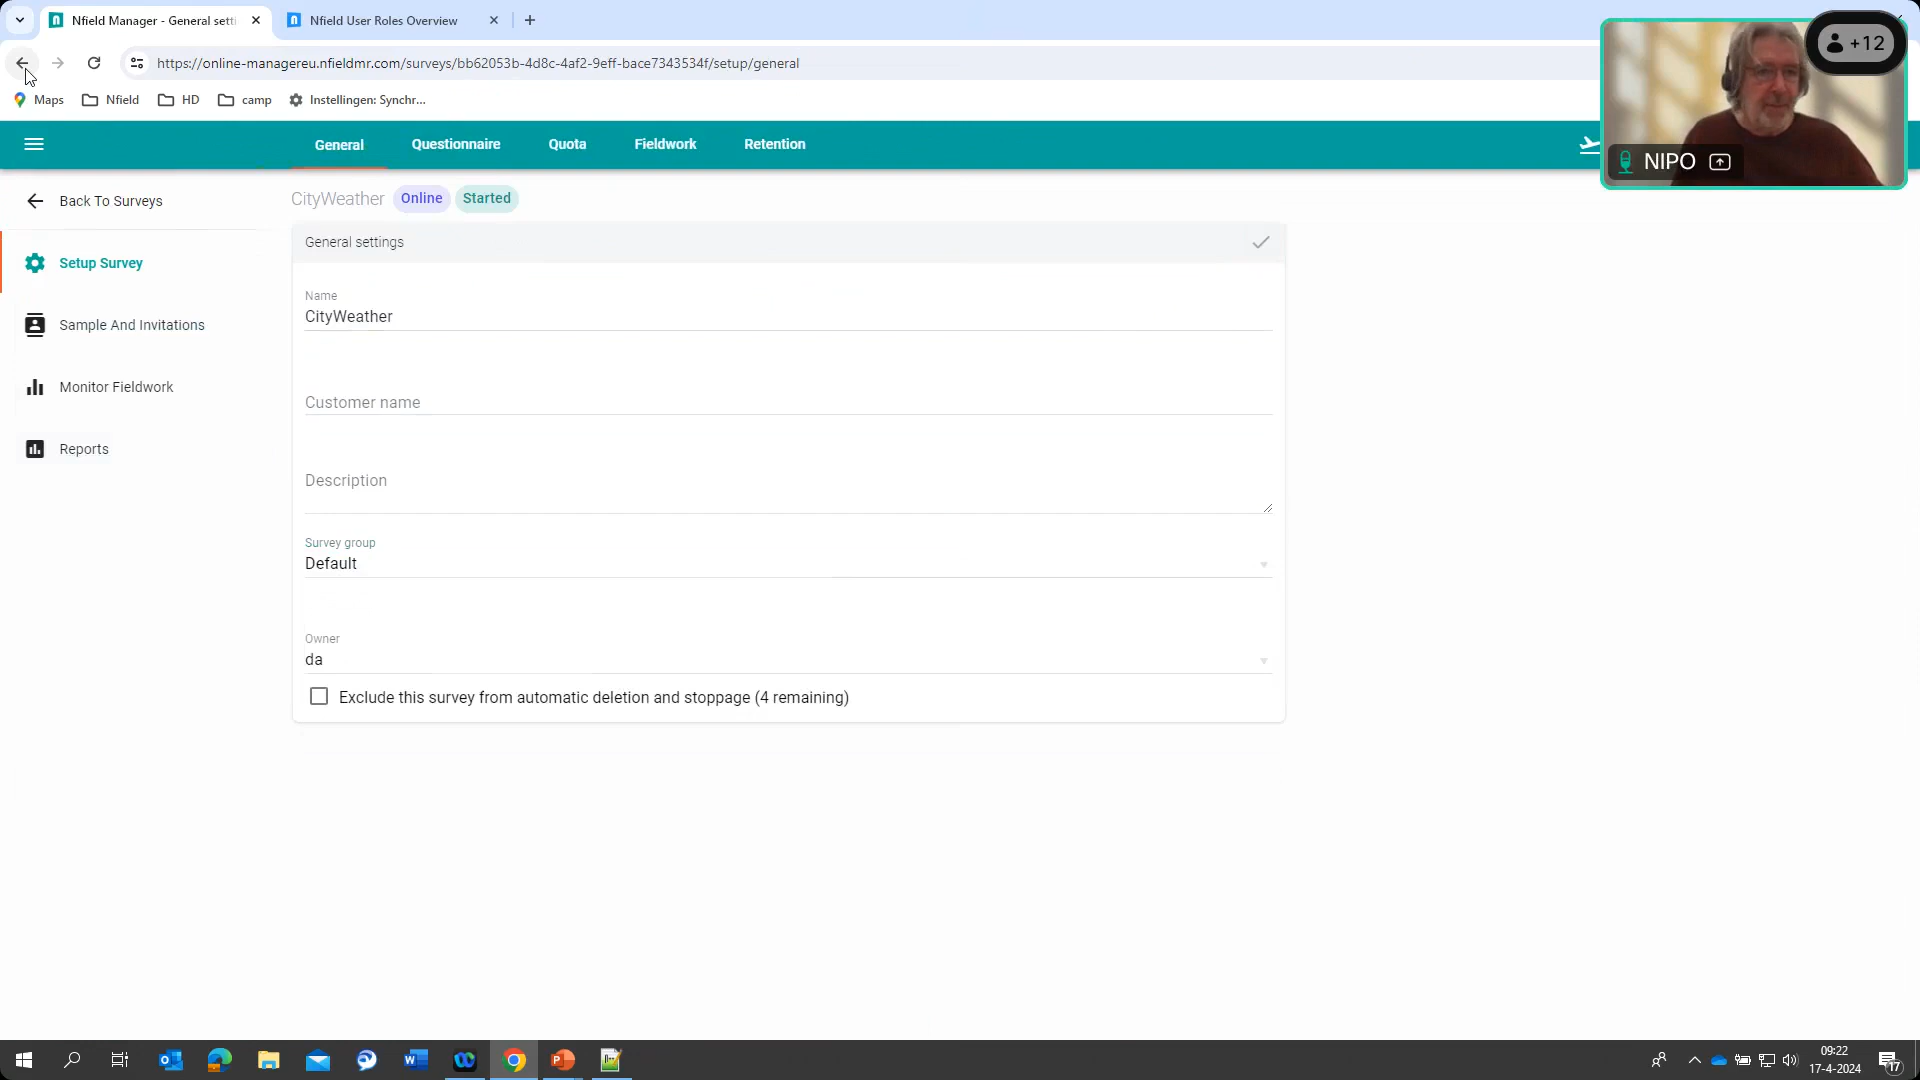 Nfield Manager - General setti
Nfield User Roles Overview
https://online-managereu.nfieldmr.com/surveys/bb62053b-4d8c-4af2-9eff-bace7343534f/setup/general
Maps
Nfield
HD
camp
Instellingen: Synchr...
+12
NIPO
General
Questionnaire
Quota
Fieldwork
Retention
Back To Surveys
CityWeather
Online
Started
General settings
Setup Survey
Name
CityWeather
Sample And Invitations
Monitor Fieldwork
Customer name
Reports
Description
Survey group
Default
Owner
da
Exclude this survey from automatic deletion and stoppage (4 remaining)
09:22
17-4-2024
17